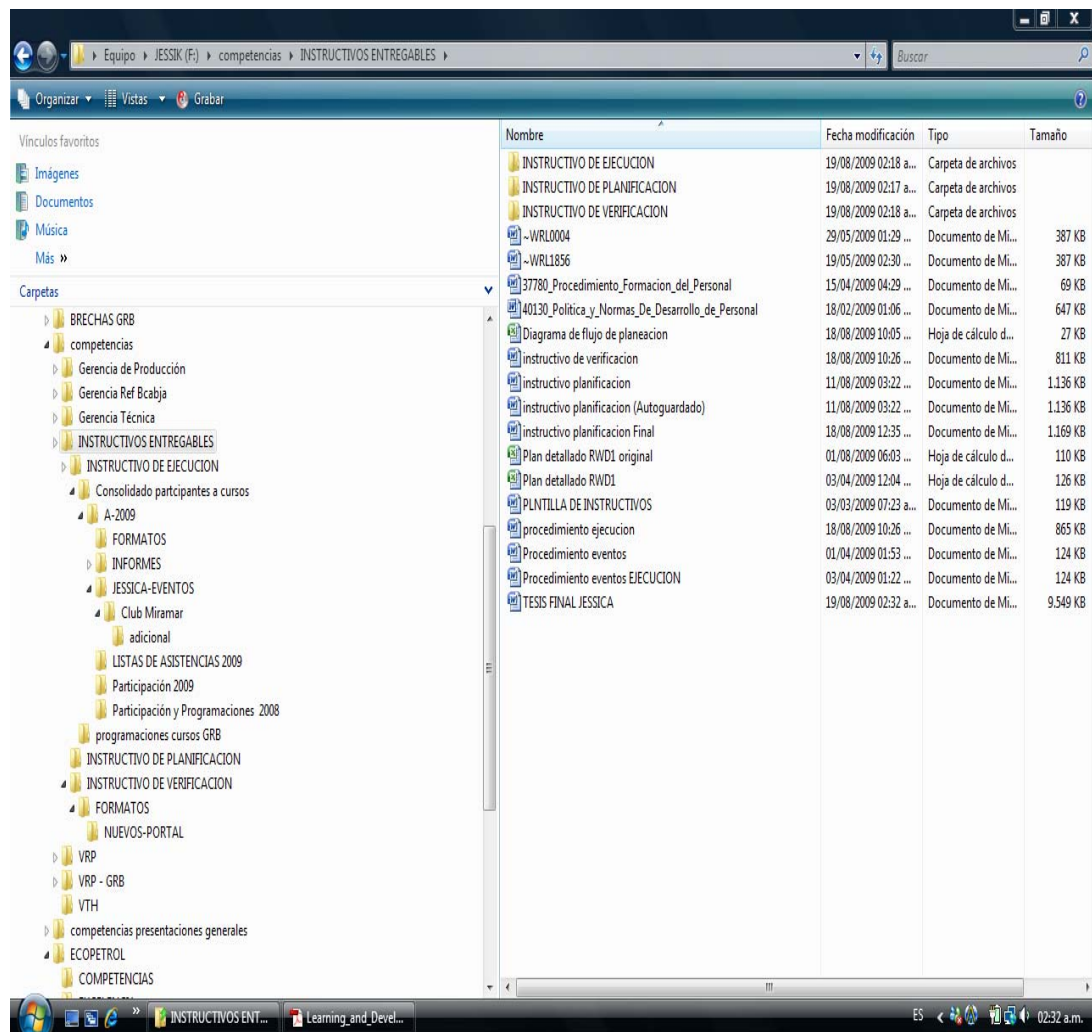 Equipo ▸ JESSIK (F:) ▸ competencias ▸ INSTRUCTIVOS ENTREGABLES ▸
Buscar
Organizar Vistas Grabar
Vínculos favoritos
Imágenes
Documentos
Música
Más »
Carpetas
BRECHAS GRB
competencias
Gerencia de Producción
Gerencia Ref Bcabja
Gerencia Técnica
INSTRUCTIVOS ENTREGABLES
INSTRUCTIVO DE EJECUCION
Consolidado partcipantes a cursos
A-2009
FORMATOS
INFORMES
JESSICA-EVENTOS
Club Miramar
adicional
LISTAS DE ASISTENCIAS 2009
Participación 2009
Participación y Programaciones 2008
programaciones cursos GRB
INSTRUCTIVO DE PLANIFICACION
INSTRUCTIVO DE VERIFICACION
FORMATOS
NUEVOS-PORTAL
VRP
VRP - GRB
VTH
competencias presentaciones generales
ECOPETROL
COMPETENCIAS
Nombre Fecha modificación Tipo Tamaño
INSTRUCTIVO DE EJECUCION 19/08/2009 02:18 a... Carpeta de archivos
INSTRUCTIVO DE PLANIFICACION 19/08/2009 02:17 a... Carpeta de archivos
INSTRUCTIVO DE VERIFICACION 19/08/2009 02:18 a... Carpeta de archivos
~WRL0004 29/05/2009 01:29 ... Documento de Mi... 387 KB
~WRL1856 19/05/2009 02:30 ... Documento de Mi... 387 KB
37780_Procedimiento_Formacion_del_Personal 15/04/2009 04:29 ... Documento de Mi... 69 KB
40130_Politica_y_Normas_De_Desarrollo_de_Personal 18/02/2009 01:06 ... Documento de Mi... 647 KB
Diagrama de flujo de planeacion 18/08/2009 10:05 ... Hoja de cálculo d... 27 KB
instructivo de verificacion 18/08/2009 10:26 ... Documento de Mi... 811 KB
instructivo planificacion 11/08/2009 03:22 ... Documento de Mi... 1.136 KB
instructivo planificacion (Autoguardado) 11/08/2009 03:22 ... Documento de Mi... 1.136 KB
instructivo planificacion Final 18/08/2009 12:35 ... Documento de Mi... 1.169 KB
Plan detallado RWD1 original 01/08/2009 06:03 ... Hoja de cálculo d... 110 KB
Plan detallado RWD1 03/04/2009 12:04 ... Hoja de cálculo d... 126 KB
PLNTILLA DE INSTRUCTIVOS 03/03/2009 07:23 a... Documento de Mi... 119 KB
procedimiento ejecucion 18/08/2009 10:26 ... Documento de Mi... 865 KB
Procedimiento eventos 01/04/2009 01:53 ... Documento de Mi... 124 KB
Procedimiento eventos EJECUCION 03/04/2009 01:22 ... Documento de Mi... 124 KB
TESIS FINAL JESSICA 19/08/2009 02:32 a... Documento de Mi... 9.549 KB
» INSTRUCTIVOS ENT... Learning_and_Devel... ES 02:32 a.m.